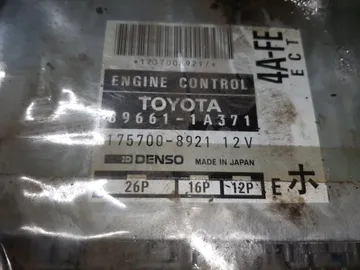 *1757008921*
ENGINE CONTROL
TOYOTA
89661-1A371
175700-8921 12V
DENSO MADE IN JAPAN
26P 16P 12P E ホ
4A-FE
ECT